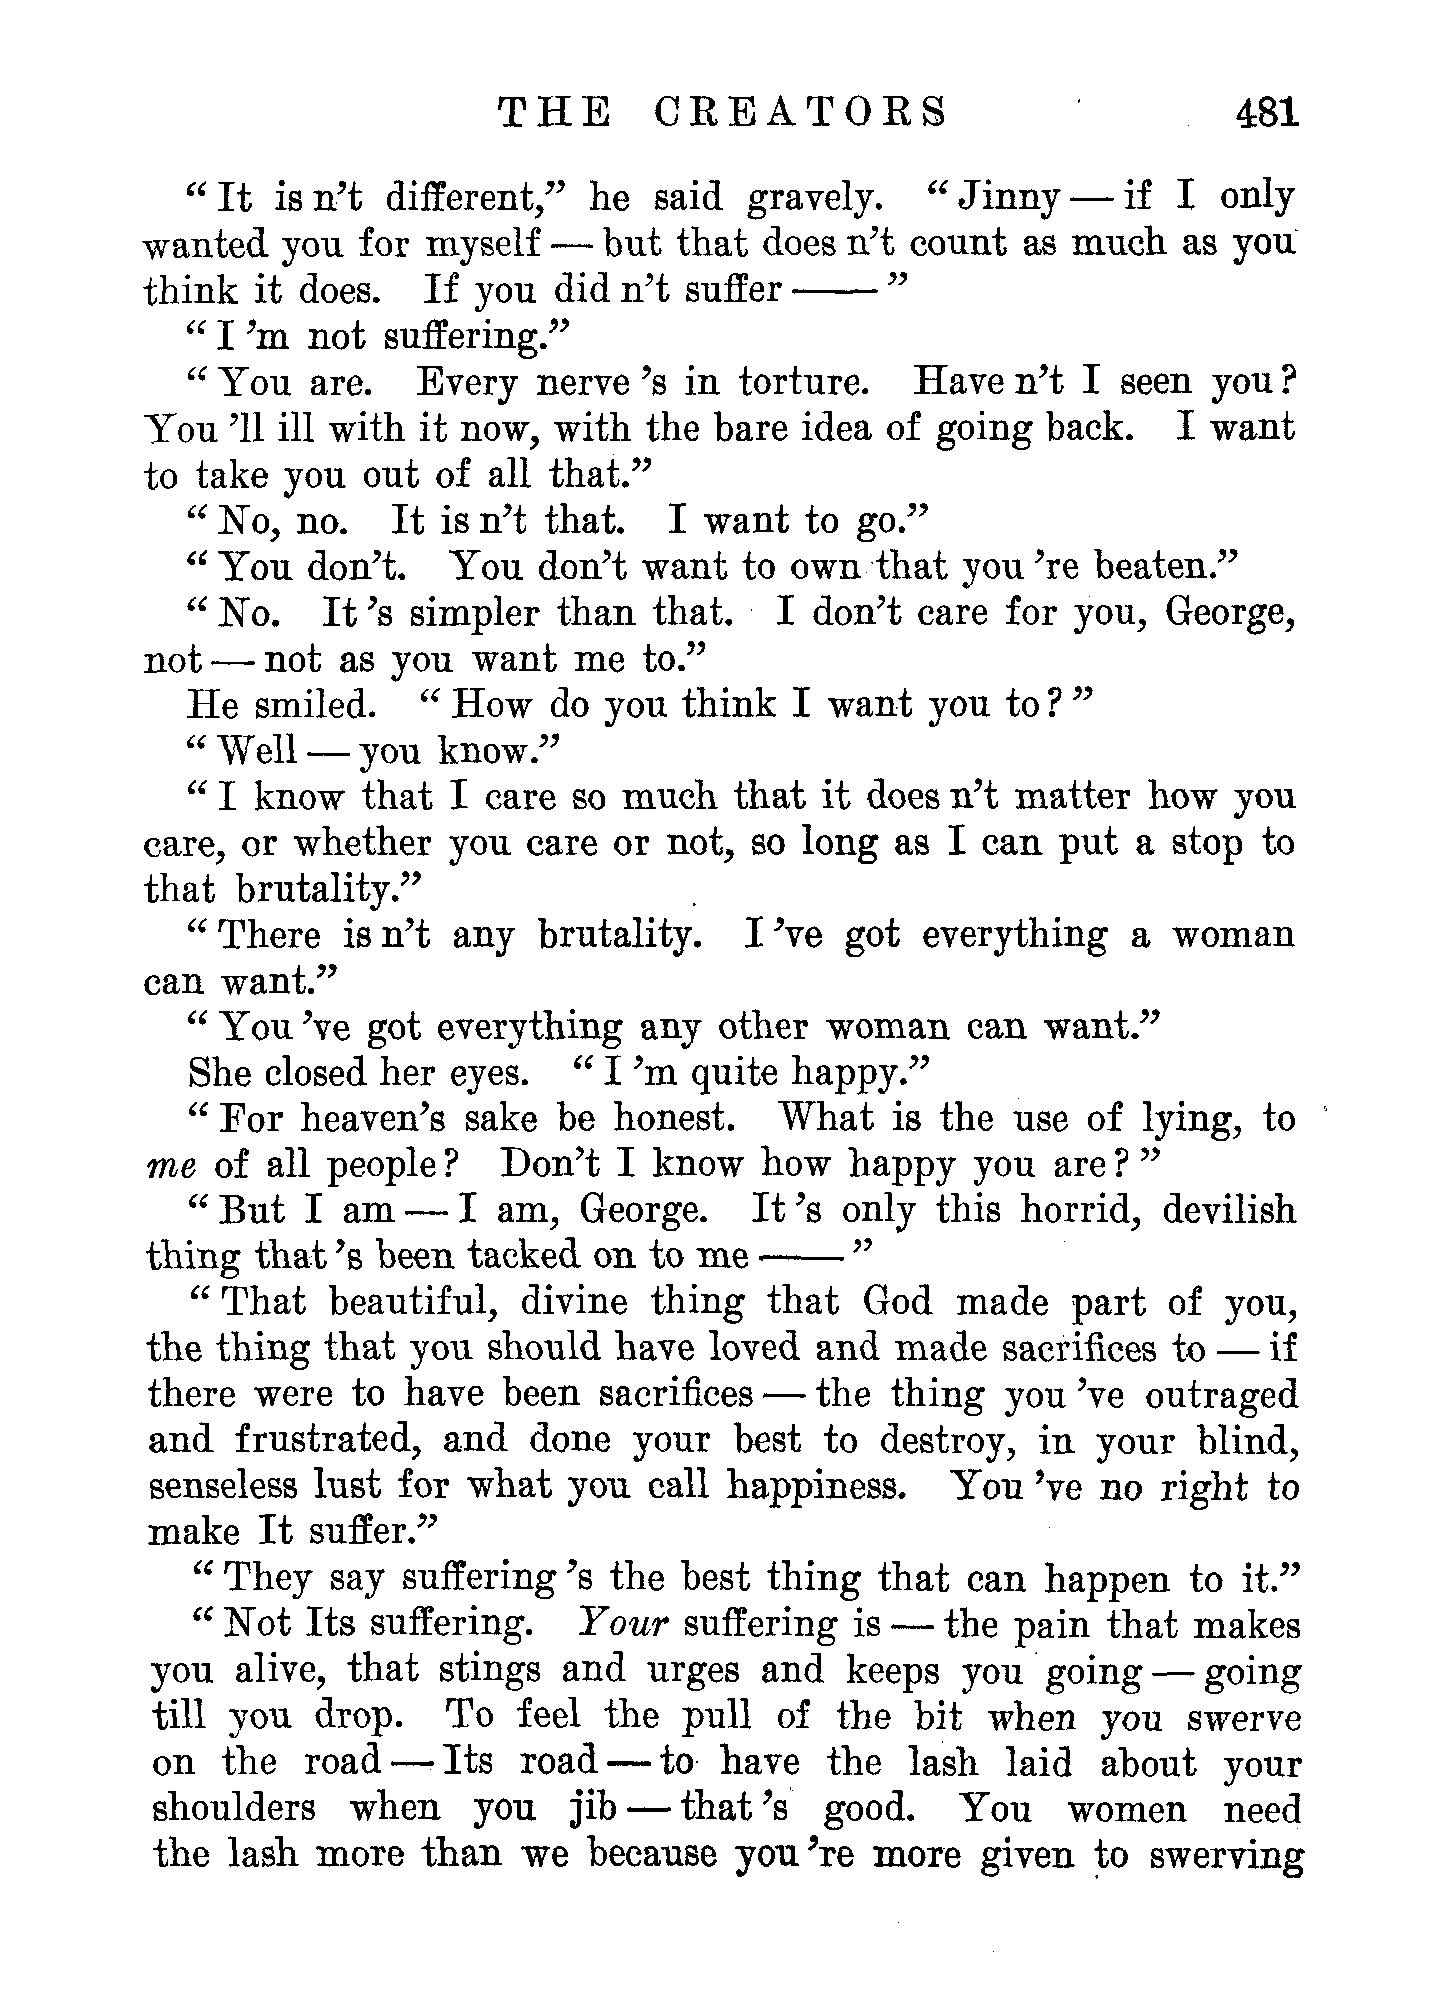 THE CREATORS 481
“ It is n’t different,” he said gravely. “ Jinny — if I only
wanted you for myself — but that does n’t count as much as you
think it does. If you did n’t suffer —— ”
“ I ’m not suffering.”
“ You are. Every nerve ’s in torture. Have n’t I seen you?
You ’ll ill with it now, with the bare idea of going back. I want
to take you out of all that.”
“ No, no. It is n’t that. I want to go.”
“ You don’t. You don’t want to own that you ’re beaten.”
“ No. It ’s simpler than that. I don’t care for you, George,
not — not as you want me to.”
He smiled. “ How do you think I want you to? ”
“ Well — you know.”
“ I know that I care so much that it does n’t matter how you
care, or whether you care or not, so long as I can put a stop to
that brutality.”
“ There is n’t any brutality. I ’ve got everything a woman
can want.”
“ You ’ve got everything any other woman can want.”
She closed her eyes. “ I ’m quite happy.”
“ For heaven’s sake be honest. What is the use of lying, to
me of all people? Don’t I know how happy you are? ”
“ But I am — I am, George. It ’s only this horrid, devilish
thing that ’s been tacked on to me —— ”
“ That beautiful, divine thing that God made part of you,
the thing that you should have loved and made sacrifices to — if
there were to have been sacrifices — the thing you ’ve outraged
and frustrated, and done your best to destroy, in your blind,
senseless lust for what you call happiness. You ’ve no right to
make It suffer.”
“ They say suffering ’s the best thing that can happen to it.”
“ Not Its suffering. Your suffering is — the pain that makes
you alive, that stings and urges and keeps you going — going
till you drop. To feel the pull of the bit when you swerve
on the road — Its road — to have the lash laid about your
shoulders when you jib — that ’s good. You women need
the lash more than we because you ’re more given to swerving